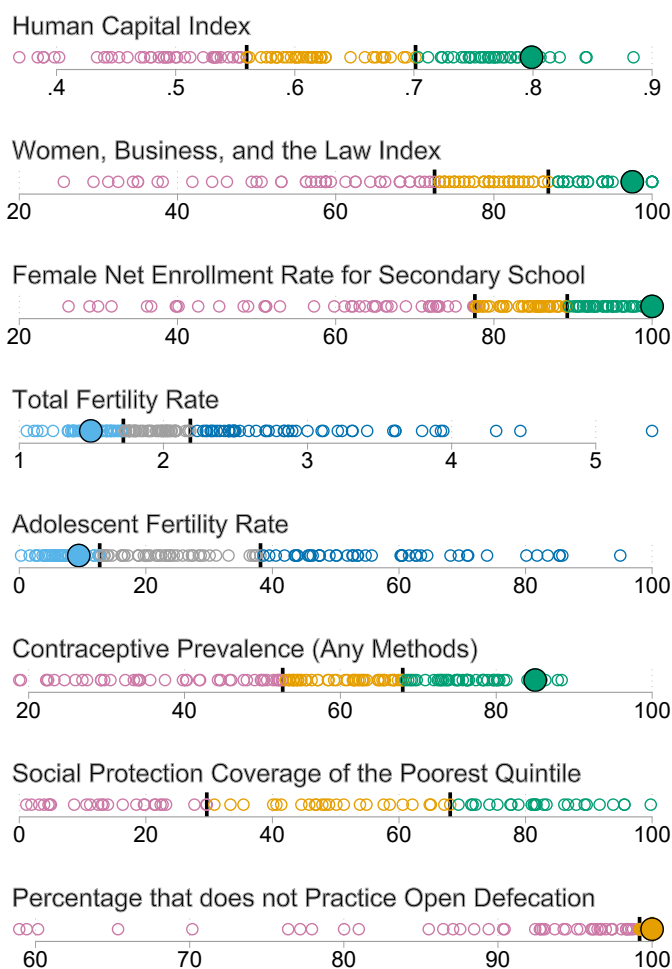 Human Capital Index
.4 .5 .6 .7 .8 .9
Women, Business, and the Law Index
20 40 60 80 100
Female Net Enrollment Rate for Secondary School
20 40 60 80 100
Total Fertility Rate
1 2 3 4 5
Adolescent Fertility Rate
0 20 40 60 80 100
Contraceptive Prevalence (Any Methods)
20 40 60 80 100
Social Protection Coverage of the Poorest Quintile
0 20 40 60 80 100
Percentage that does not Practice Open Defecation
60 70 80 90 100